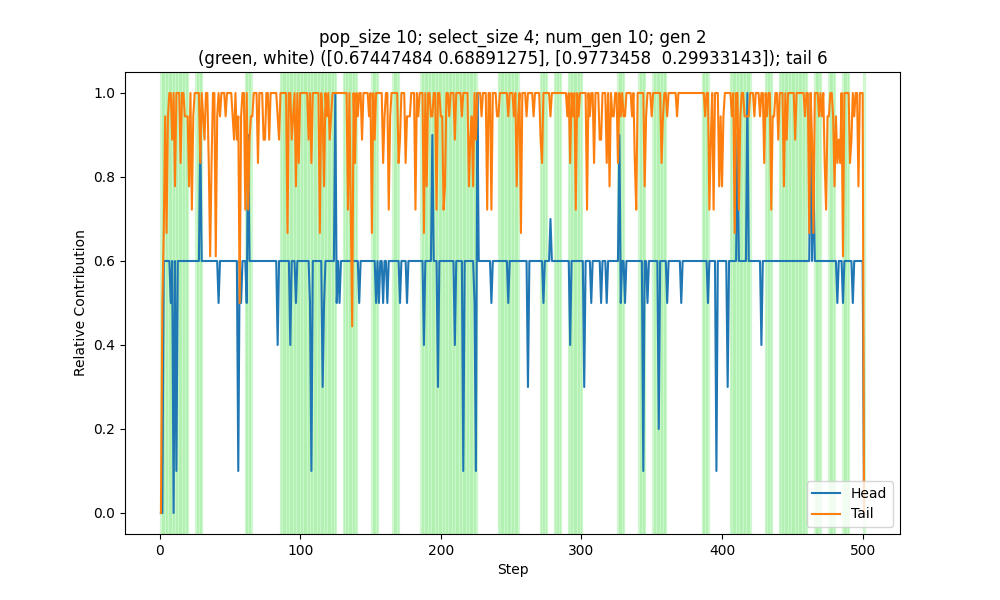 pop_size 10; select_size 4; num_gen 10; gen 2
(green, white) ([0.67447484 0.68891275], [0.9773458  0.29933143]); tail 6
1.0
0.8
0.6
0.4
0.2
0.0
Relative Contribution
Head
Tail
0
100
200
300
400
500
Step